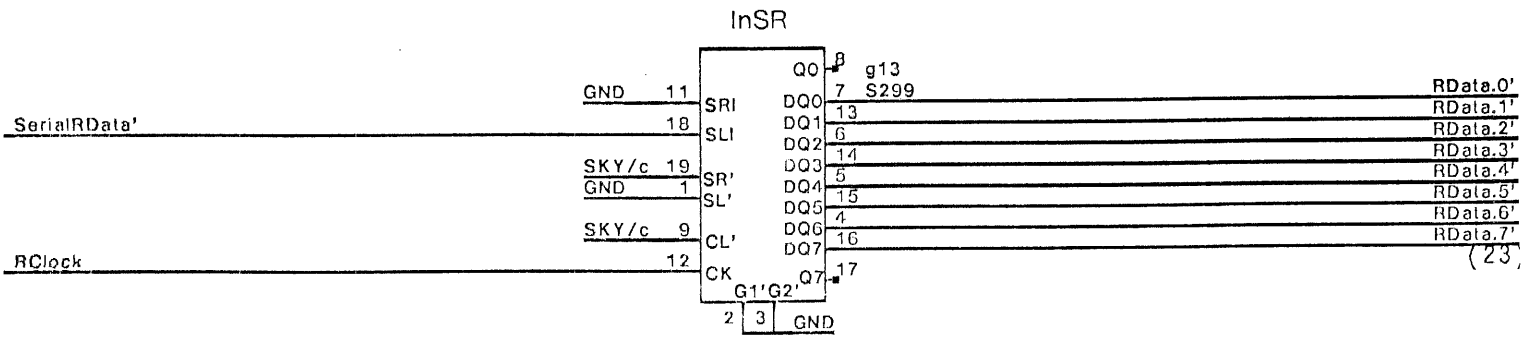 InSR
Q0 8 g13
GND 11 SRI DQ0 7 S299 RData.0'
DQ1 13 RData.1'
SerialRData' 18 SLI DQ2 6 RData.2'
DQ3 14 RData.3'
SKY/c 19 SR' DQ4 5 RData.4'
GND 1 SL' DQ5 15 RData.5'
DQ6 4 RData.6'
SKY/c 9 CL' DQ7 16 RData.7'
(23)
RClock 12 CK Q7 17
G1' G2'
2 3 GND